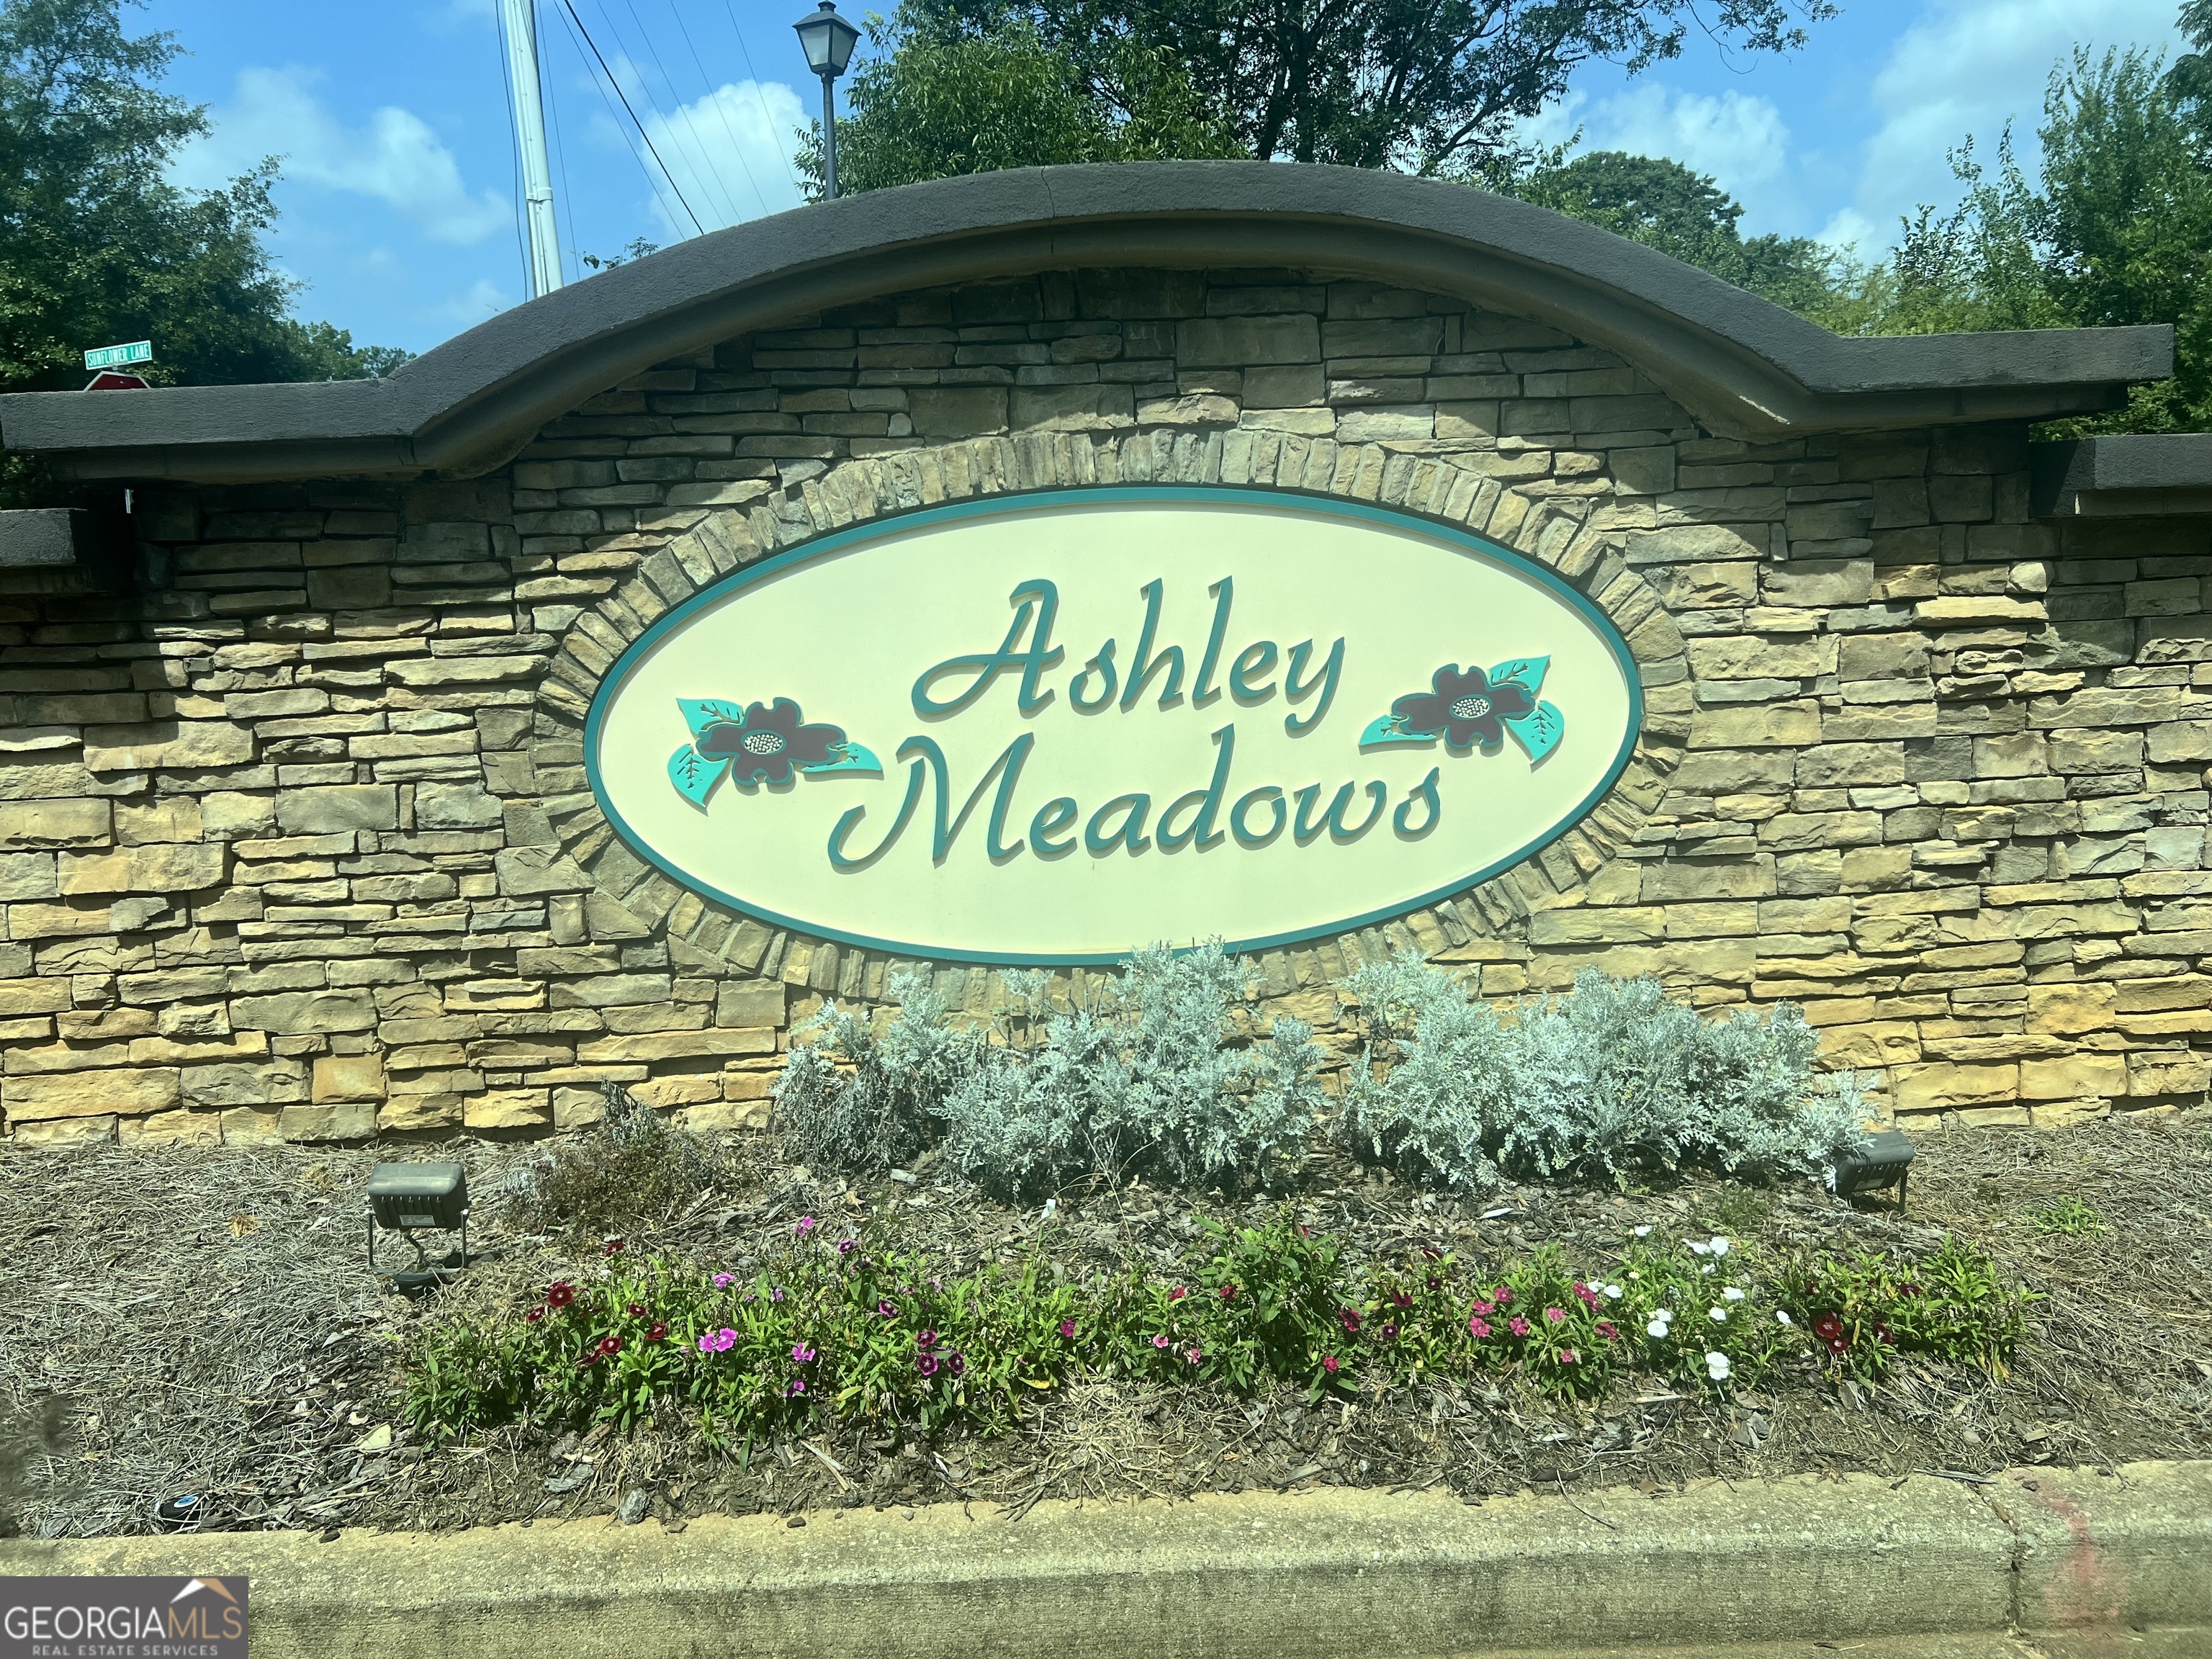 SUNFLOWER LANE
Ashley
Meadows
GEORGIAMLS
REAL ESTATE SERVICES